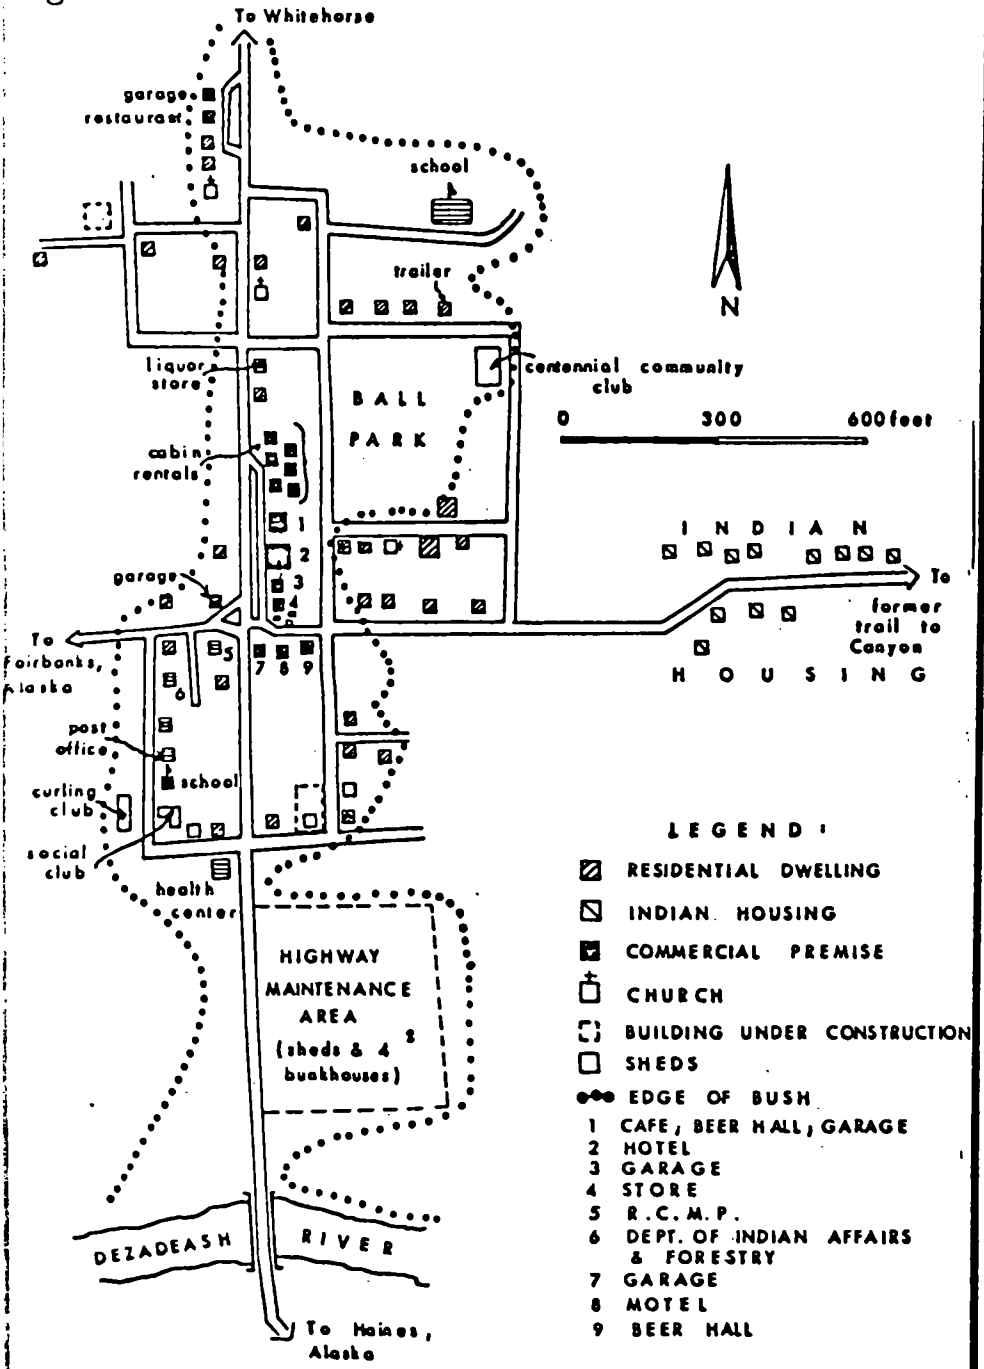 To Whitehorse
garage
restaurant
school
trailer
N
liquor
store
centennial community
club
BALL
PARK
0 300 600 feet
cabin
rentals
1
2
3
4
INDIAN
garage
To
former
trail to
Canyon
HOUSING
To
Fairbanks,
Alaska
5
6
7 8 9
post
office
school
curling
club
social
club
health
center
HIGHWAY
MAINTENANCE
AREA
(sheds & 4
bunkhouses)
DEZADEASH RIVER
To Haines,
Alaska
LEGEND:
RESIDENTIAL DWELLING
INDIAN HOUSING
COMMERCIAL PREMISE
CHURCH
BUILDING UNDER CONSTRUCTION
SHEDS
EDGE OF BUSH
1 CAFE, BEER HALL, GARAGE
2 HOTEL
3 GARAGE
4 STORE
5 R.C.M.P.
6 DEPT. OF INDIAN AFFAIRS
& FORESTRY
7 GARAGE
8 MOTEL
9 BEER HALL